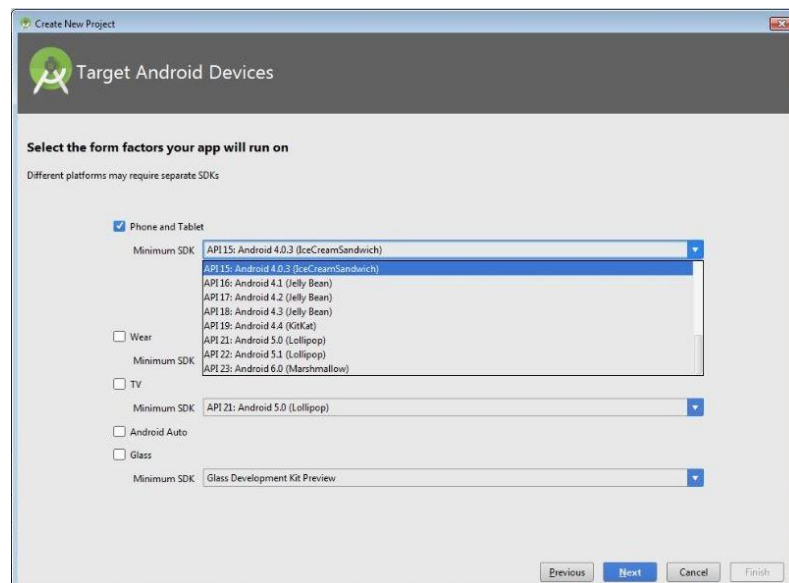 Create New Project
Target Android Devices
Select the form factors your app will run on
Different platforms may require separate SDKs
Phone and Tablet
Minimum SDK API 15: Android 4.0.3 (IceCreamSandwich)
API 15: Android 4.0.3 (IceCreamSandwich)
API 16: Android 4.1 (Jelly Bean)
API 17: Android 4.2 (Jelly Bean)
API 18: Android 4.3 (Jelly Bean)
API 19: Android 4.4 (KitKat)
Wear
API 21: Android 5.0 (Lollipop)
API 22: Android 5.1 (Lollipop)
Minimum SDK
API 23: Android 6.0 (Marshmallow)
TV
Minimum SDK API 21: Android 5.0 (Lollipop)
Android Auto
Glass
Minimum SDK Glass Development Kit Preview
Previous Next Cancel Finish